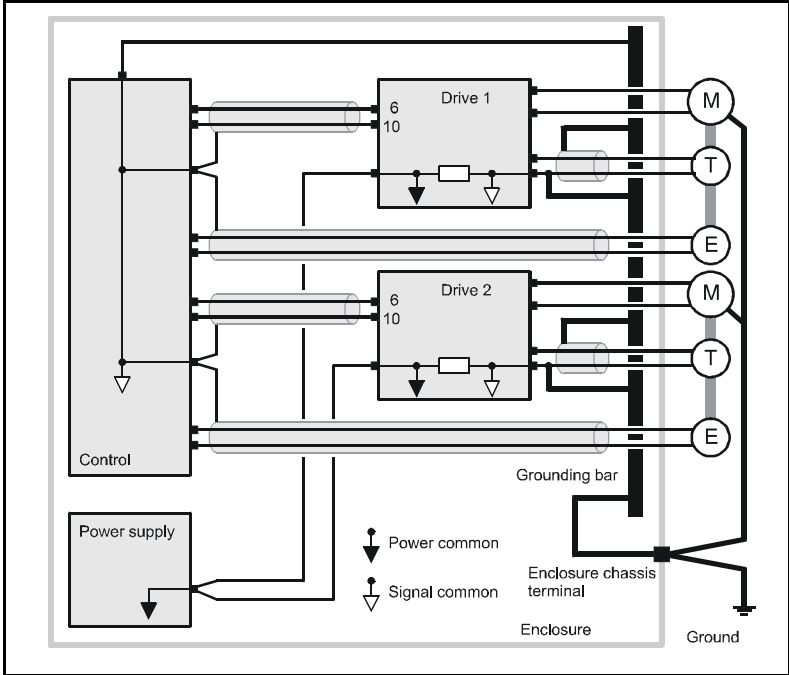 Drive 1
M
6
10
T
E
Drive 2
M
6
10
T
E
Control
Grounding bar
Power supply
Power common
Signal common
Enclosure chassis
terminal
Enclosure
Ground